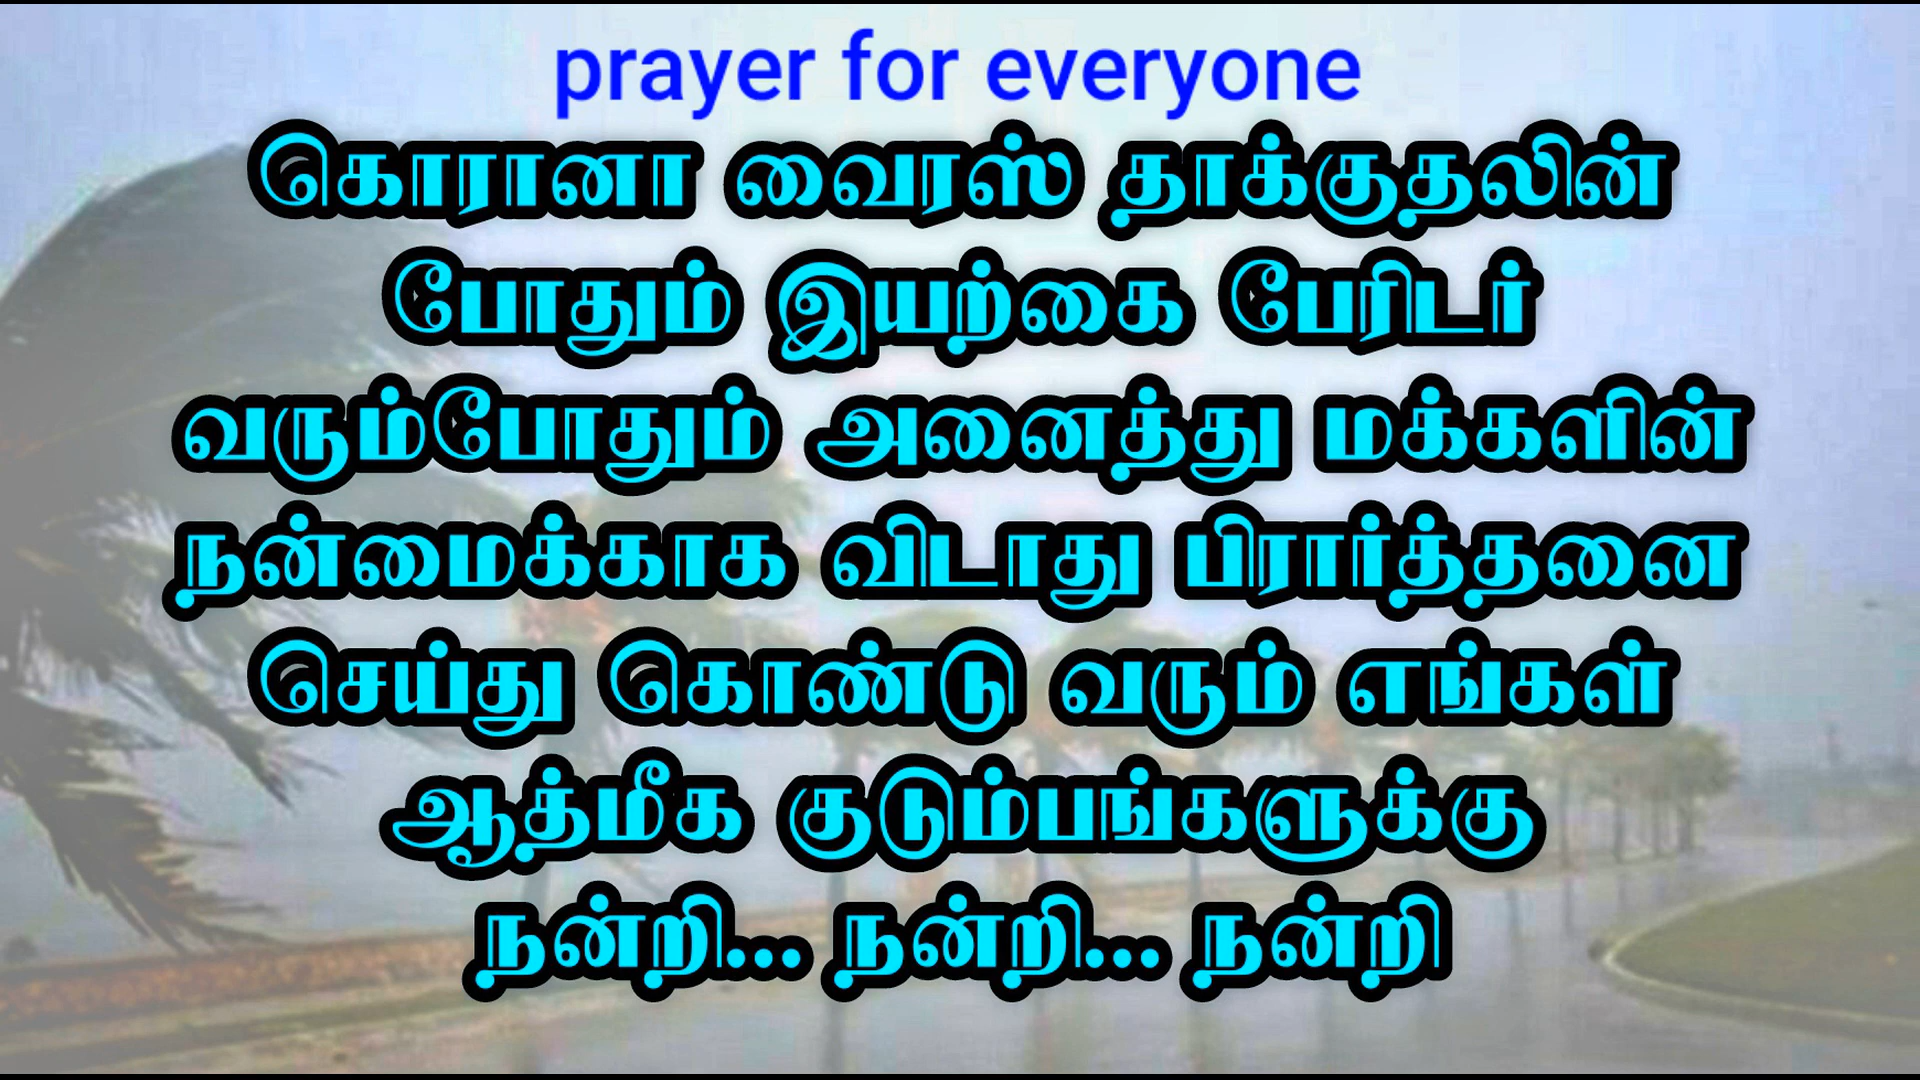 prayer for everyone
கொரானா வைரஸ் தாக்குதலின்
போதும் இயற்கை பேரிடர்
வரும்போதும் அனைத்து மக்களின்
நன்மைக்காக விடாது பிரார்த்தனை
செய்து கொண்டு வரும் எங்கள்
ஆத்மீக குடும்பங்களுக்கு
நன்றி... நன்றி... நன்றி